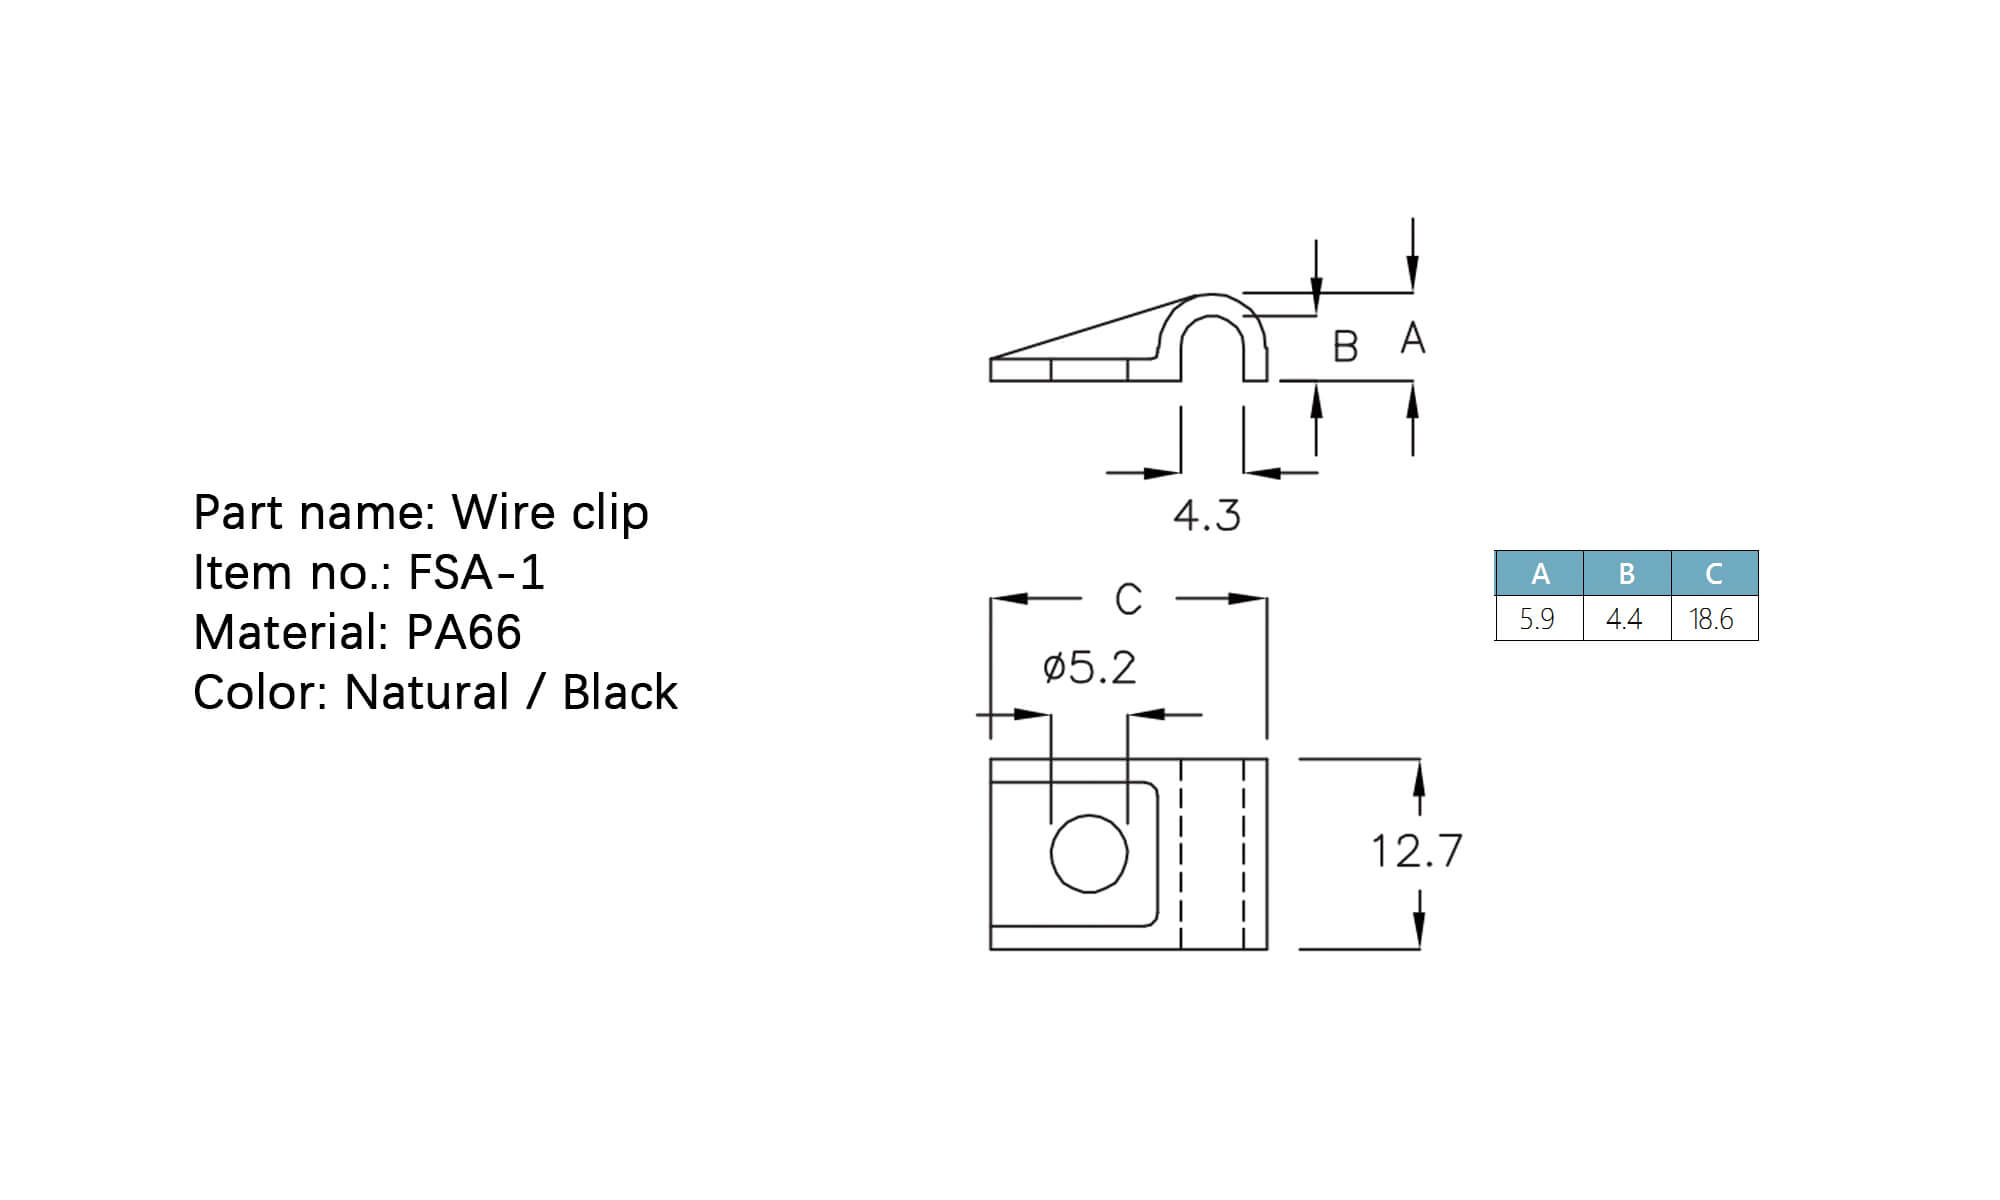 Part name: Wire clip
Item no.: FSA-1
Material: PA66
Color: Natural / Black
B
A
4.3
C
ø5.2
12.7
A B C
5.9 4.4 18.6